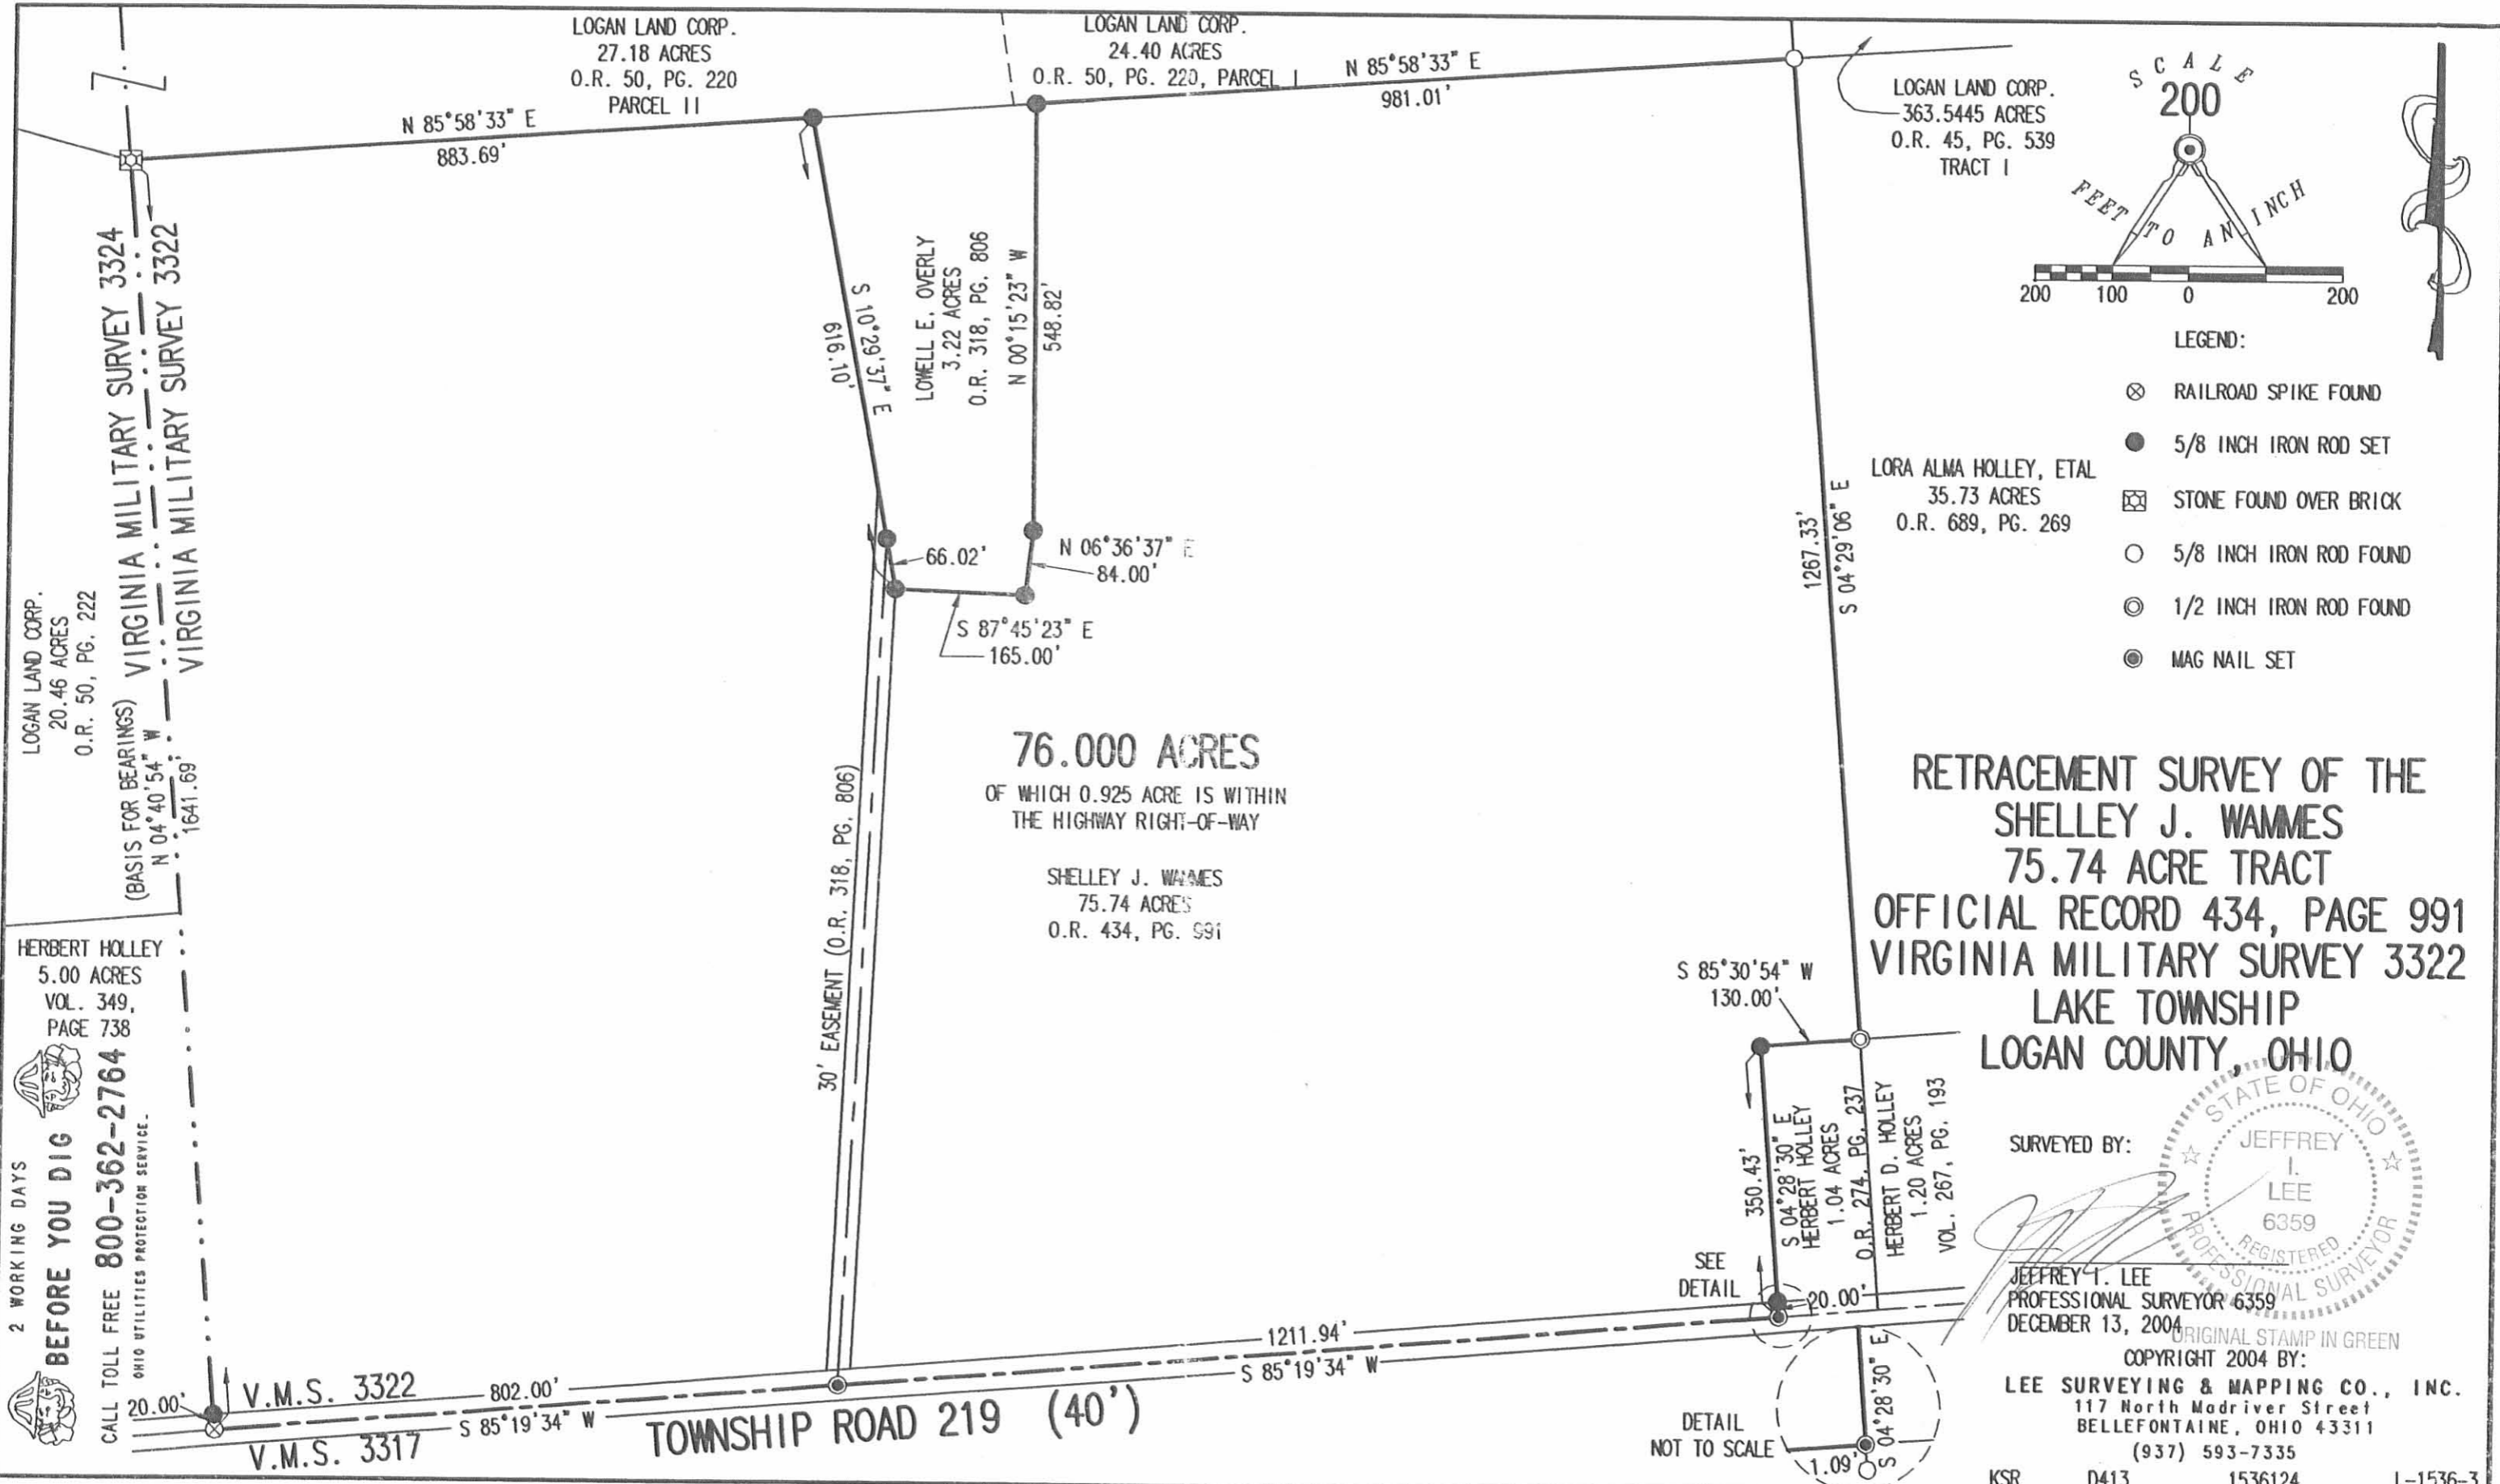 LOGAN LAND CORP.
27.18 ACRES
O.R. 50, PG. 220
PARCEL II
LOGAN LAND CORP.
24.40 ACRES
O.R. 50, PG. 220, PARCEL I
N 85°58'33" E
981.01'
N 85°58'33" E
883.69'
LOGAN LAND CORP.
363.5445 ACRES
O.R. 45, PG. 539
TRACT I
SCALE
200
FEET TO AN INCH
200 100 0 200
LEGEND:
RAILROAD SPIKE FOUND
5/8 INCH IRON ROD SET
STONE FOUND OVER BRICK
5/8 INCH IRON ROD FOUND
1/2 INCH IRON ROD FOUND
MAG NAIL SET
VIRGINIA MILITARY SURVEY 3324
VIRGINIA MILITARY SURVEY 3322
(BASIS FOR BEARINGS)
N 04°40'54" W
1641.69'
LOGAN LAND CORP.
20.46 ACRES
O.R. 50, PG. 222
S 10°29'37" E
616.10'
LOWELL E. OVERLY
3.22 ACRES
O.R. 318, PG. 806
N 00°15'23" W
548.82'
66.02'
N 06°36'37" E
84.00'
S 87°45'23" E
165.00'
1267.33'
S 04°29'06" E
LORA ALMA HOLLEY, ETAL
35.73 ACRES
O.R. 689, PG. 269
76.000 ACRES
OF WHICH 0.925 ACRE IS WITHIN
THE HIGHWAY RIGHT-OF-WAY
SHELLEY J. WAMMES
75.74 ACRES
O.R. 434, PG. 991
30' EASEMENT (O.R. 318, PG. 806)
RETRACEMENT SURVEY OF THE
SHELLEY J. WAMMES
75.74 ACRE TRACT
OFFICIAL RECORD 434, PAGE 991
VIRGINIA MILITARY SURVEY 3322
LAKE TOWNSHIP
LOGAN COUNTY, OHIO
HERBERT HOLLEY
5.00 ACRES
VOL. 349,
PAGE 738
2 WORKING DAYS
BEFORE YOU DIG
CALL TOLL FREE 800-362-2764
OHIO UTILITIES PROTECTION SERVICE.
S 85°30'54" W
130.00'
350.43'
S 04°28'30" E
HERBERT HOLLEY
1.04 ACRES
O.R. 274, PG. 237
HERBERT D. HOLLEY
1.20 ACRES
VOL. 267, PG. 193
SEE
DETAIL
20.00'
1211.94'
S 85°19'34" W
20.00'
V.M.S. 3322
802.00'
S 85°19'34" W
V.M.S. 3317
TOWNSHIP ROAD 219 (40')
DETAIL
NOT TO SCALE
S 04°28'30" E
1.09'
SURVEYED BY:
STATE OF OHIO
JEFFREY
I.
LEE
6359
REGISTERED
PROFESSIONAL SURVEYOR
JEFFREY I. LEE
PROFESSIONAL SURVEYOR 6359
DECEMBER 13, 2004
ORIGINAL STAMP IN GREEN
COPYRIGHT 2004 BY:
LEE SURVEYING & MAPPING CO., INC.
117 North Madriver Street
BELLEFONTAINE, OHIO 43311
(937) 593-7335
KSR D413 1536124 L-1536-3